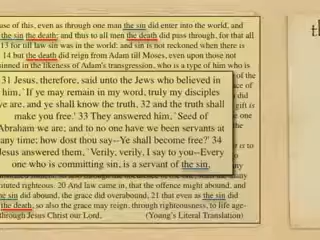 use of this, even as through one man the sin did enter into the world, and
the sin the death; and thus to all men the death did pass through, for that all
13 for till law sin was in the world: and sin is not reckoned when there is
14 but the death did reign from Adam till Moses, even upon those not
sinned in the likeness of Adam's transgression, who is a type of him who is
31 Jesus, therefore, said unto the Jews who believed in
him, `If ye may remain in my word, truly my disciples
ye are, and ye shall know the truth, 32 and the truth shall
make you free.' 33 They answered him, `Seed of
Abraham we are; and to no one have we been servants at
any time; how dost thou say--Ye shall become free?' 34
Jesus answered them, `Verily, verily, I say to you--Every
one who is committing sin, is a servant of the sin,
of the
of
gift is
the one
is to
ituted righteous. 20 And law came in, that the offence might abound, and
the sin did abound, the grace did overabound, 21 that even as the sin did
the death, so also the grace may reign, through righteousness, to life age-
through Jesus Christ our Lord. (Young's Literal Translation)